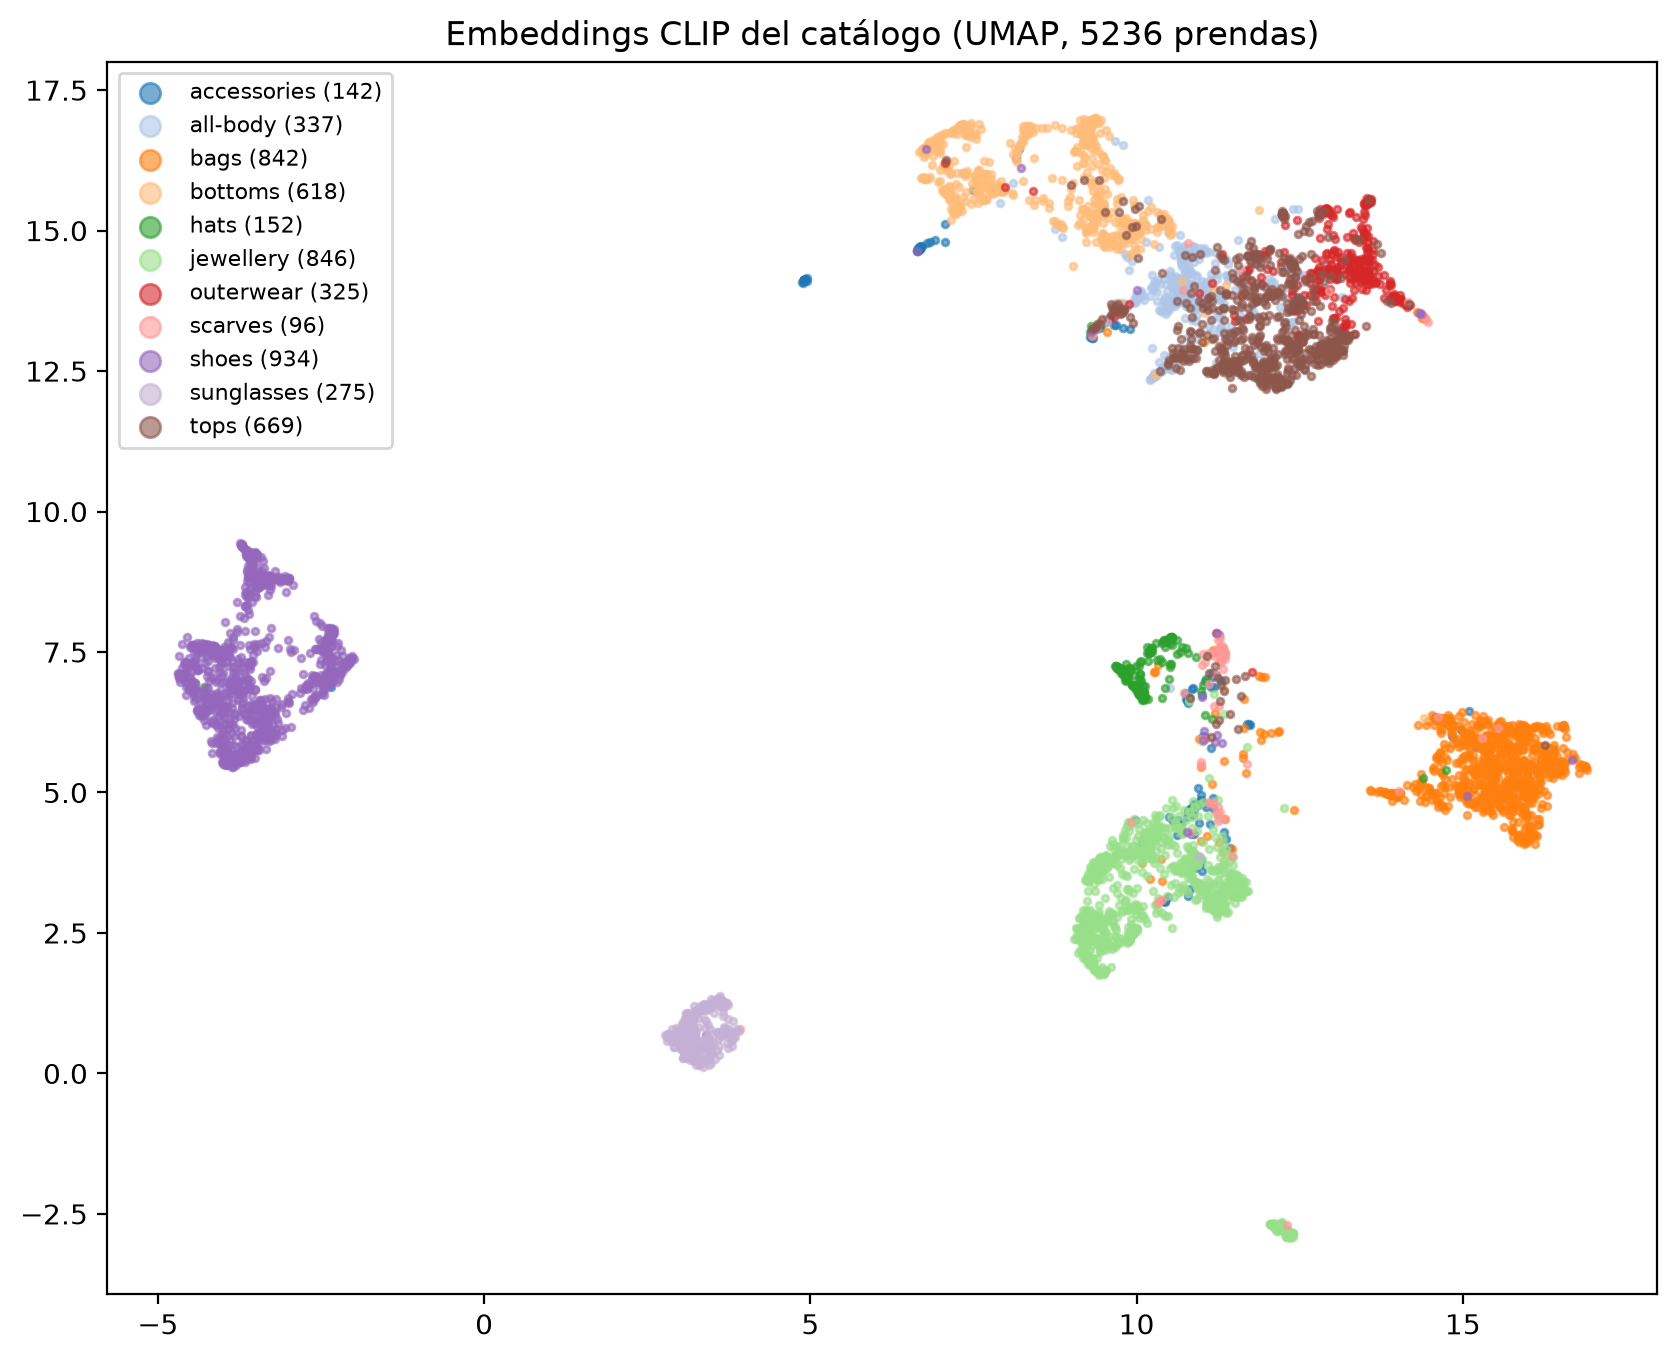 Embeddings CLIP del catálogo (UMAP, 5236 prendas)
accessories (142)
all-body (337)
bags (842)
bottoms (618)
hats (152)
jewellery (846)
outerwear (325)
scarves (96)
shoes (934)
sunglasses (275)
tops (669)
17.5
15.0
12.5
10.0
7.5
5.0
2.5
0.0
−2.5
−5 0 5 10 15